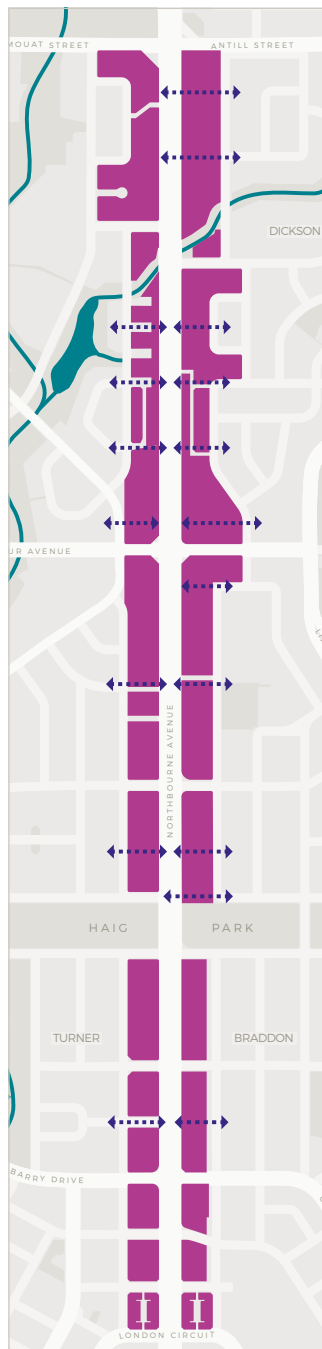 MOUAT STREET
ANTILL STREET
DICKSON
UR AVENUE
NORTHBOURNE AVENUE
HAIG PARK
TURNER
BRADDON
BARRY DRIVE
LONDON CIRCUIT